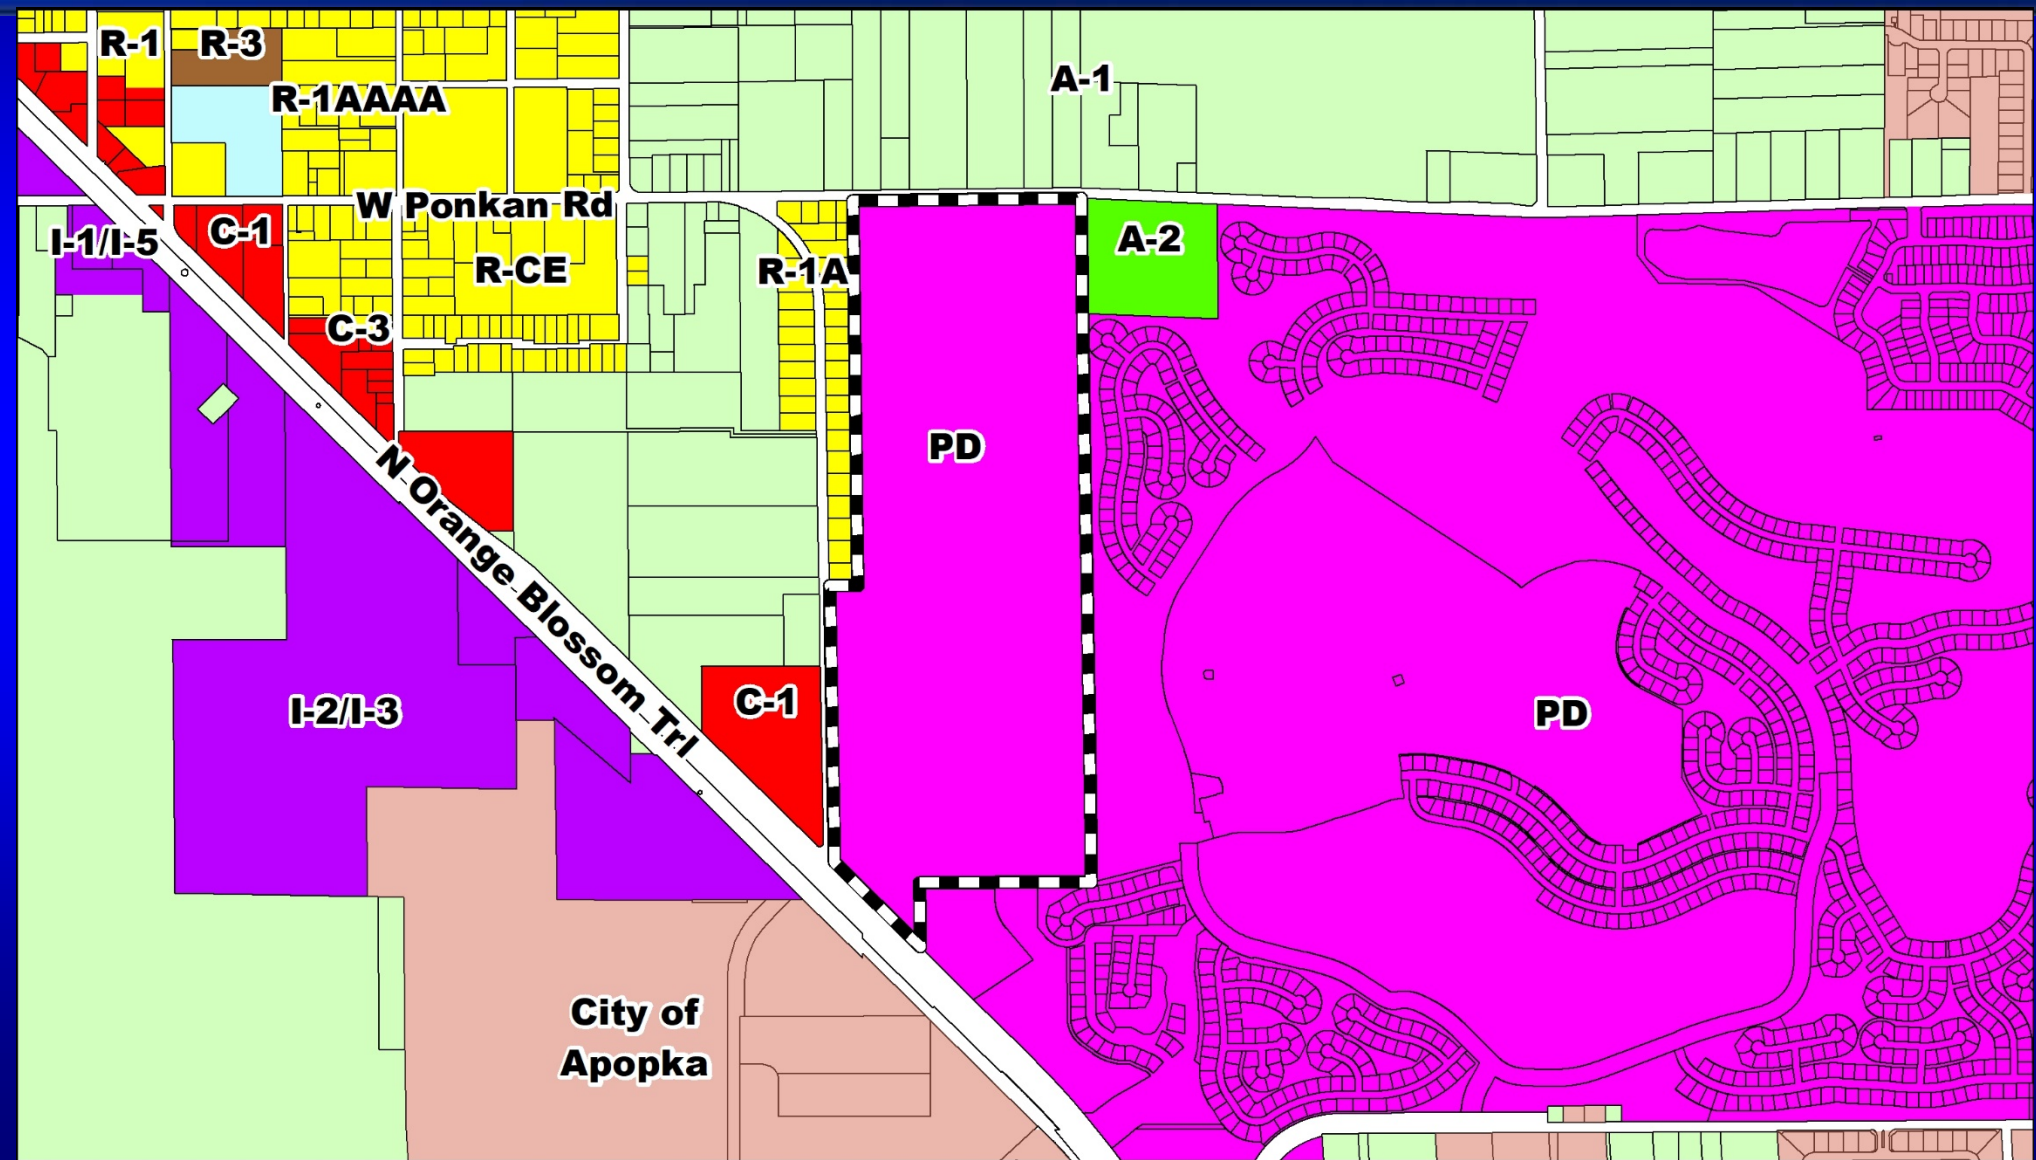 R-1
R-3
A-1
R-1AAAA
W Ponkan Rd
C-1
I-1/I-5
A-2
R-CE
R-1A
C-3
PD
N Orange Blossom Trl
C-1
I-2/I-3
PD
City of
Apopka